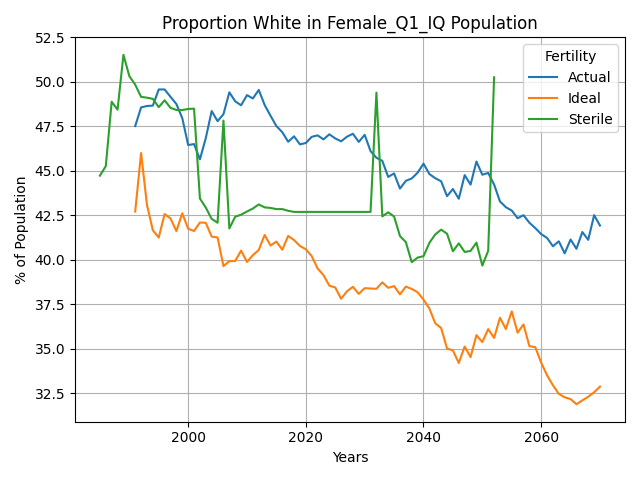 Proportion White in Female_Q1_IQ Population
52.5
50.0
47.5
45.0
42.5
40.0
37.5
35.0
32.5
% of Population
Fertility
Actual
Ideal
Sterile
2000
2020
2040
2060
Years